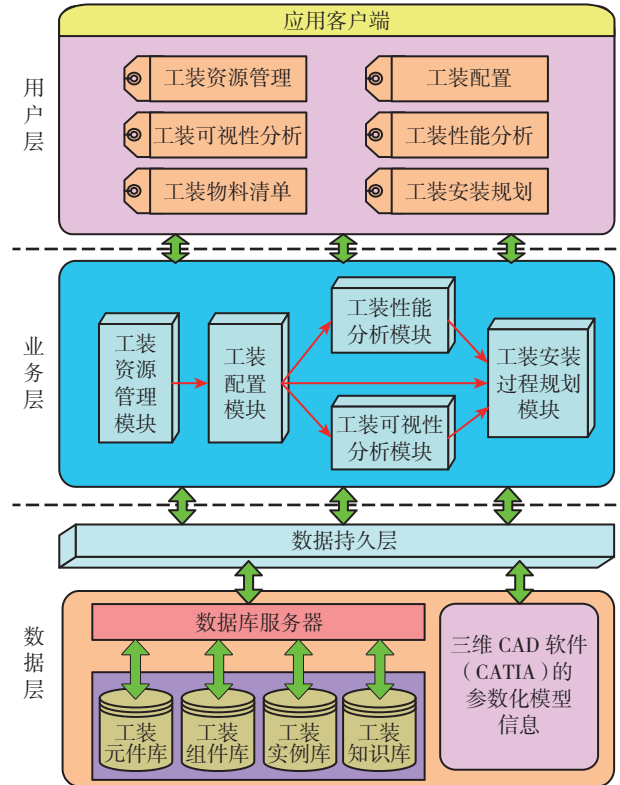 应用客户端
用户层
工装资源管理
工装配置
工装可视性分析
工装性能分析
工装物料清单
工装安装规划
业务层
工装
资源
管理
模块
工装
配置
模块
工装性能
分析模块
工装可视性
分析模块
工装安装
过程规划
模块
数据持久层
数据层
数据库服务器
工装
元件库
工装
组件库
工装
实例库
工装
知识库
三维 CAD 软件
（CATIA）的
参数化模型
信息